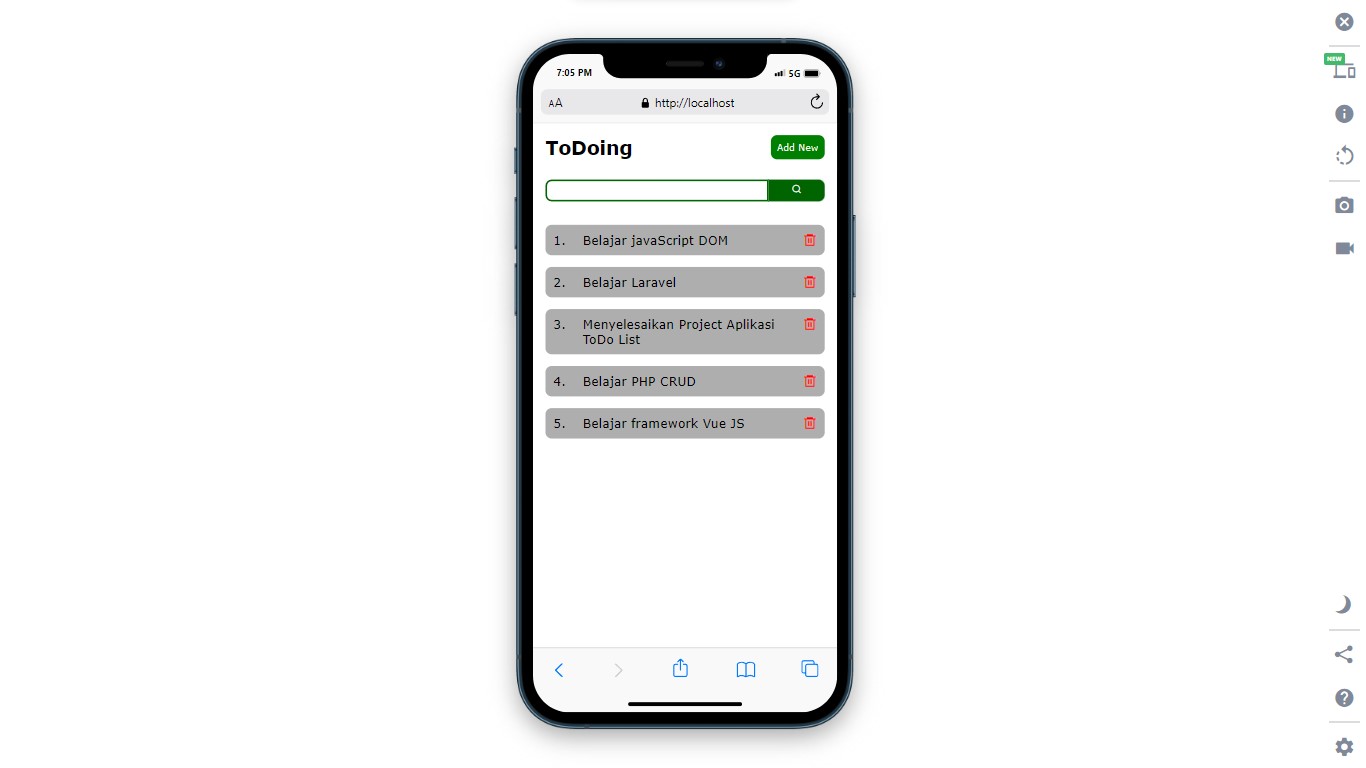 7:05 PM
5G
AA
http://localhost
ToDoing
Add New
1. Belajar javaScript DOM
2. Belajar Laravel
3. Menyelesaikan Project Aplikasi
ToDo List
4. Belajar PHP CRUD
5. Belajar framework Vue JS
NEW